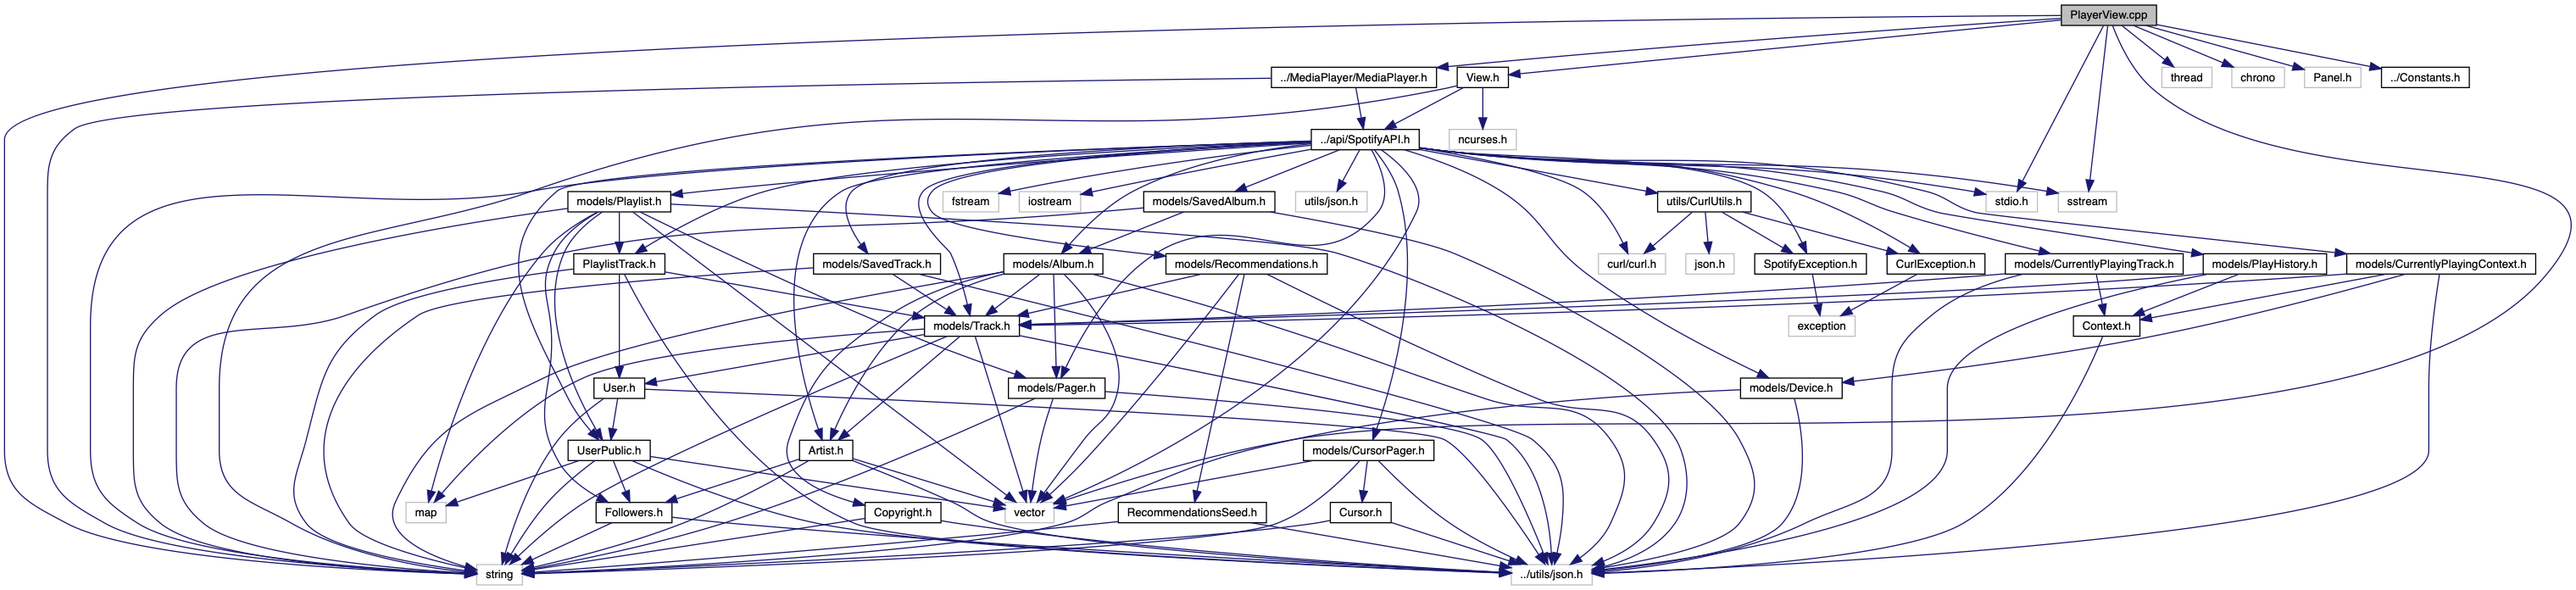 PlayerView.cpp
../MediaPlayer/MediaPlayer.h
View.h
thread
chrono
Panel.h
../Constants.h
../api/SpotifyAPI.h
ncurses.h
models/Playlist.h
fstream
iostream
models/SavedAlbum.h
utils/json.h
utils/CurlUtils.h
stdio.h
sstream
PlaylistTrack.h
models/SavedTrack.h
models/Album.h
models/Recommendations.h
curl/curl.h
json.h
SpotifyException.h
CurlException.h
models/CurrentlyPlayingTrack.h
models/PlayHistory.h
models/CurrentlyPlayingContext.h
models/Track.h
exception
Context.h
User.h
models/Pager.h
models/Device.h
UserPublic.h
Artist.h
models/CursorPager.h
map
Followers.h
Copyright.h
vector
RecommendationsSeed.h
Cursor.h
string
../utils/json.h